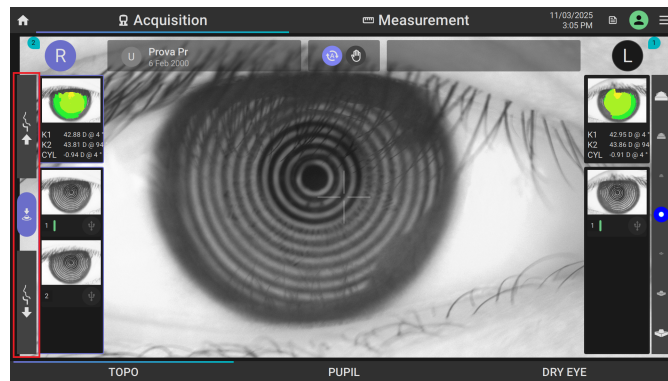 Acquisition
Measurement
11/03/2025
3:05 PM
2
R
U
Prova Pr
6 Feb 2000
A
L
1
K1 42.88 D @ 4 °
K2 43.81 D @ 94
CYL -0.94 D @ 4 °
K1 42.95 D @ 4 °
K2 43.86 D @ 94
CYL -0.91 D @ 4 °
1
1
2
TOPO
PUPIL
DRY EYE